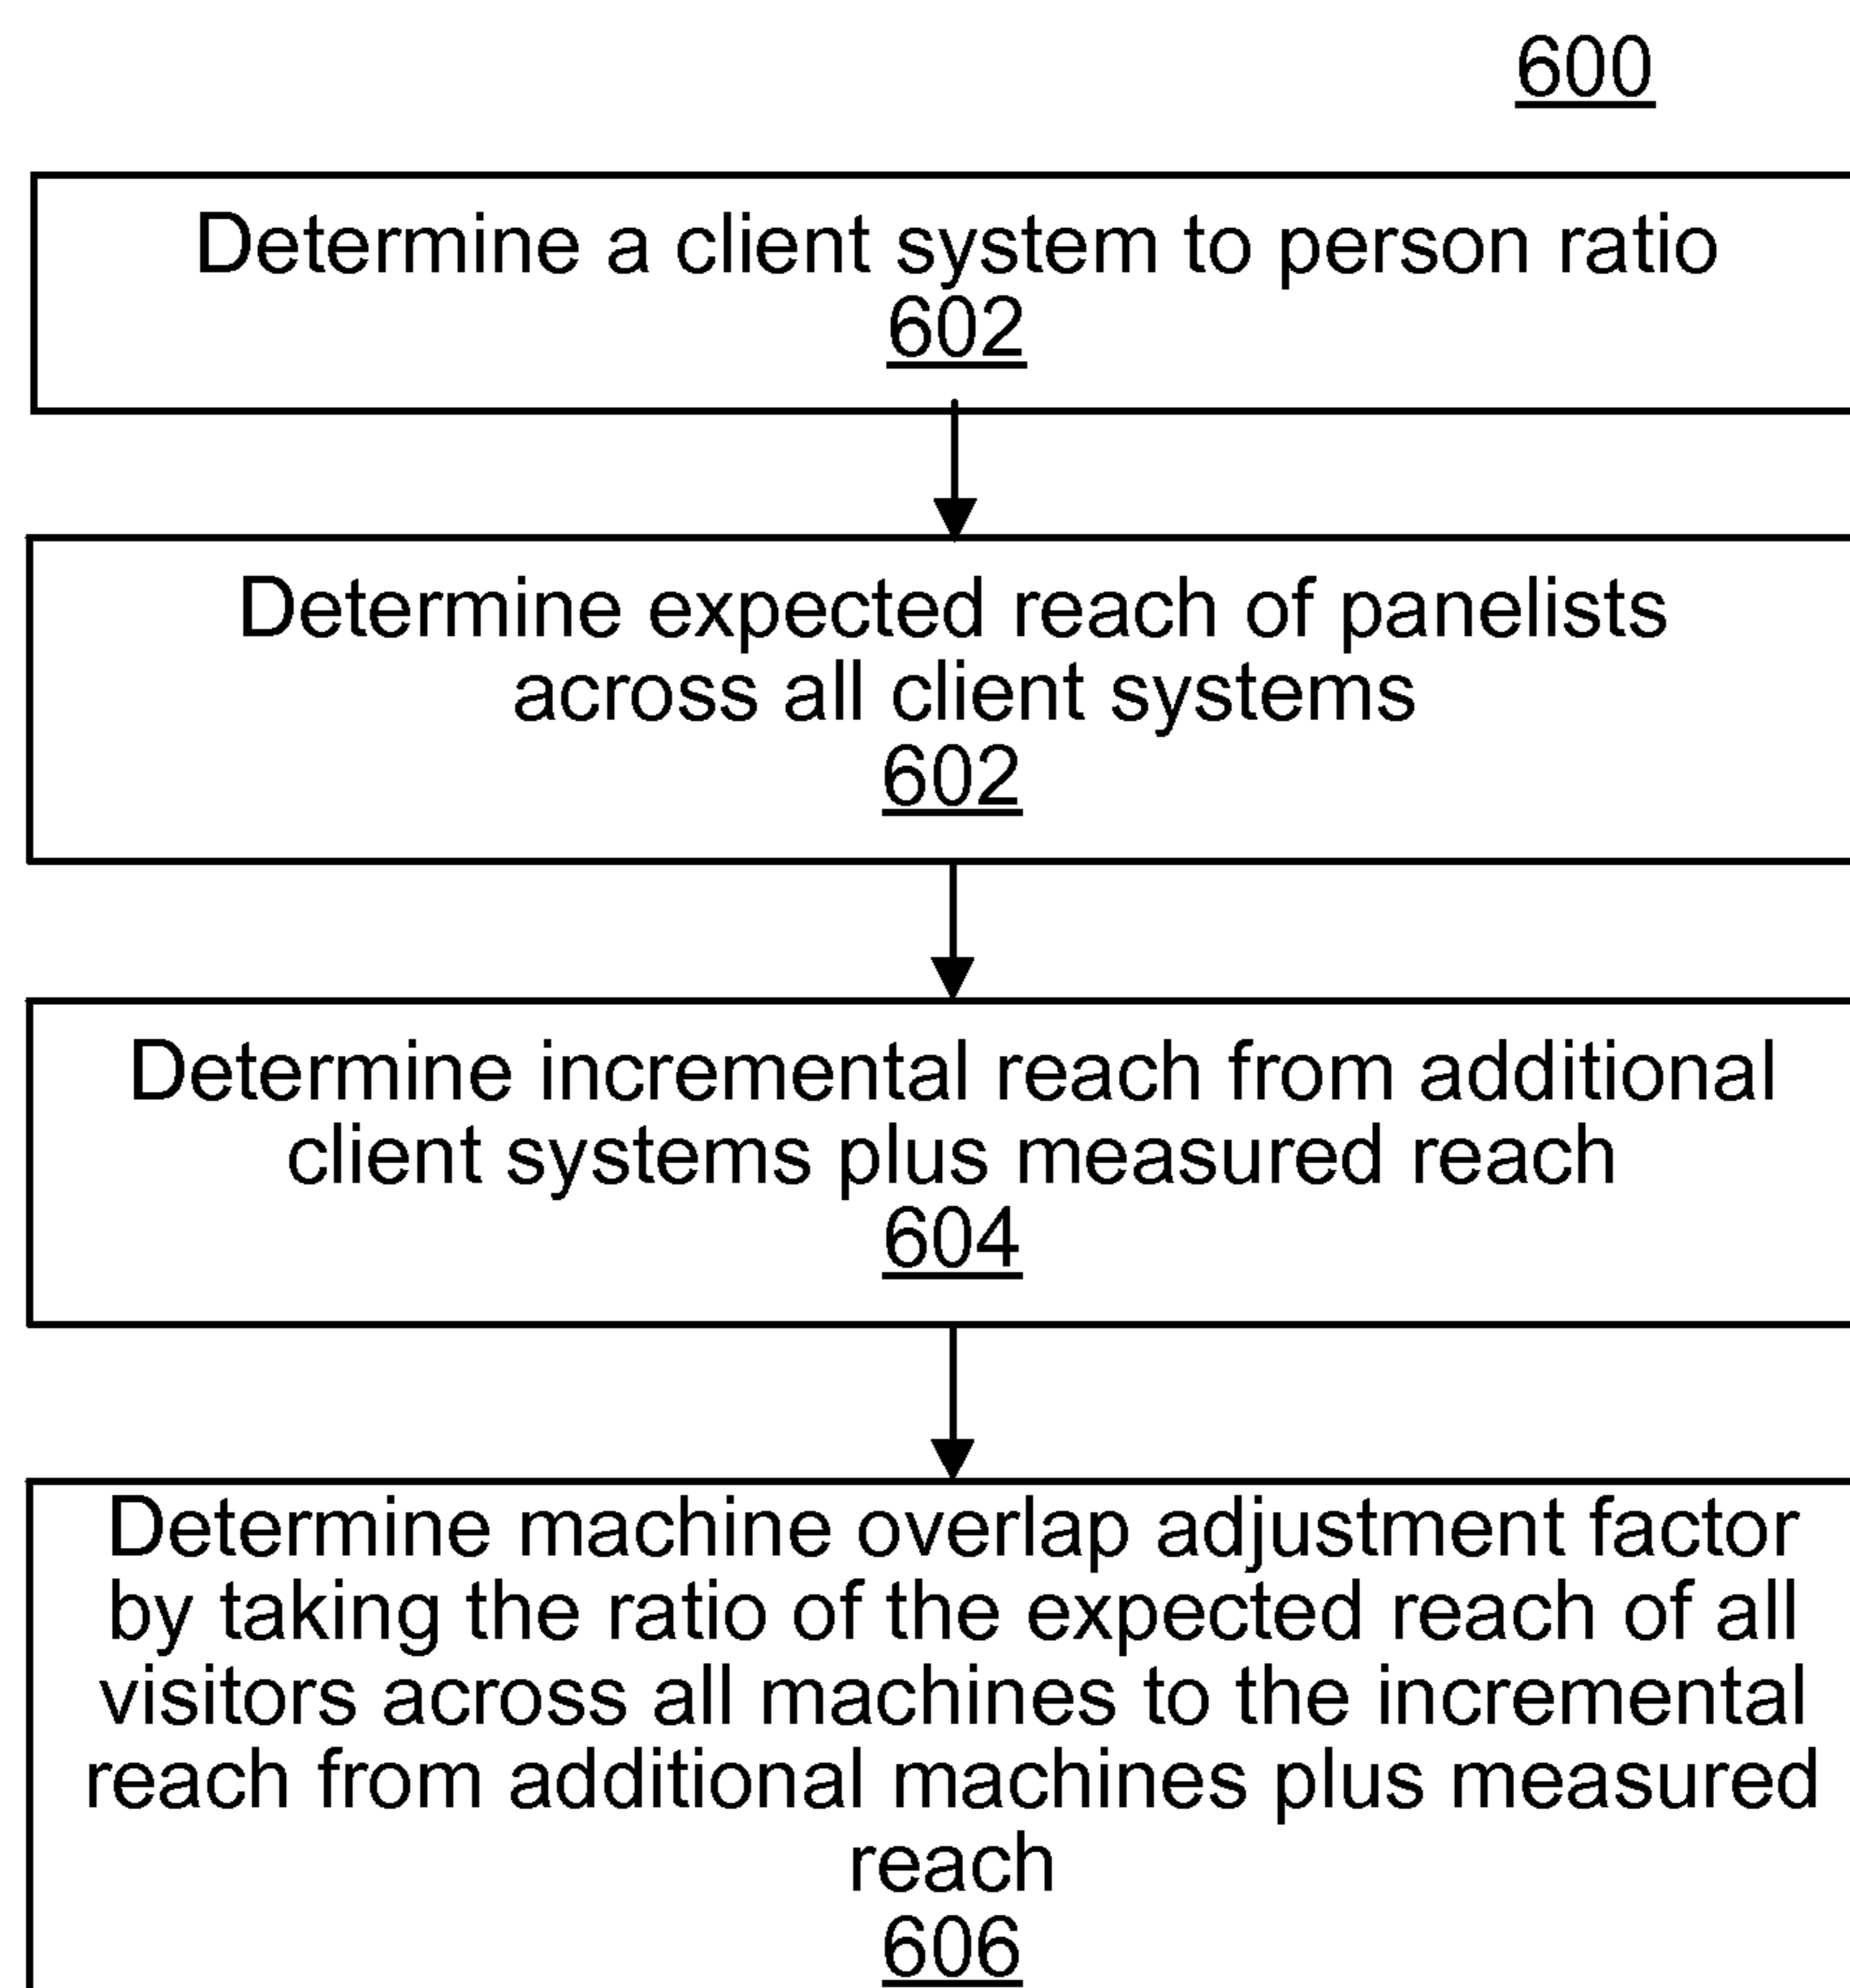 600
Determine a client system to person ratio
602
Determine expected reach of panelists
across all client systems
602
Determine incremental reach from additional
client systems plus measured reach
604
Determine machine overlap adjustment factor
by taking the ratio of the expected reach of all
visitors across all machines to the incremental
reach from additional machines plus measured
reach
606